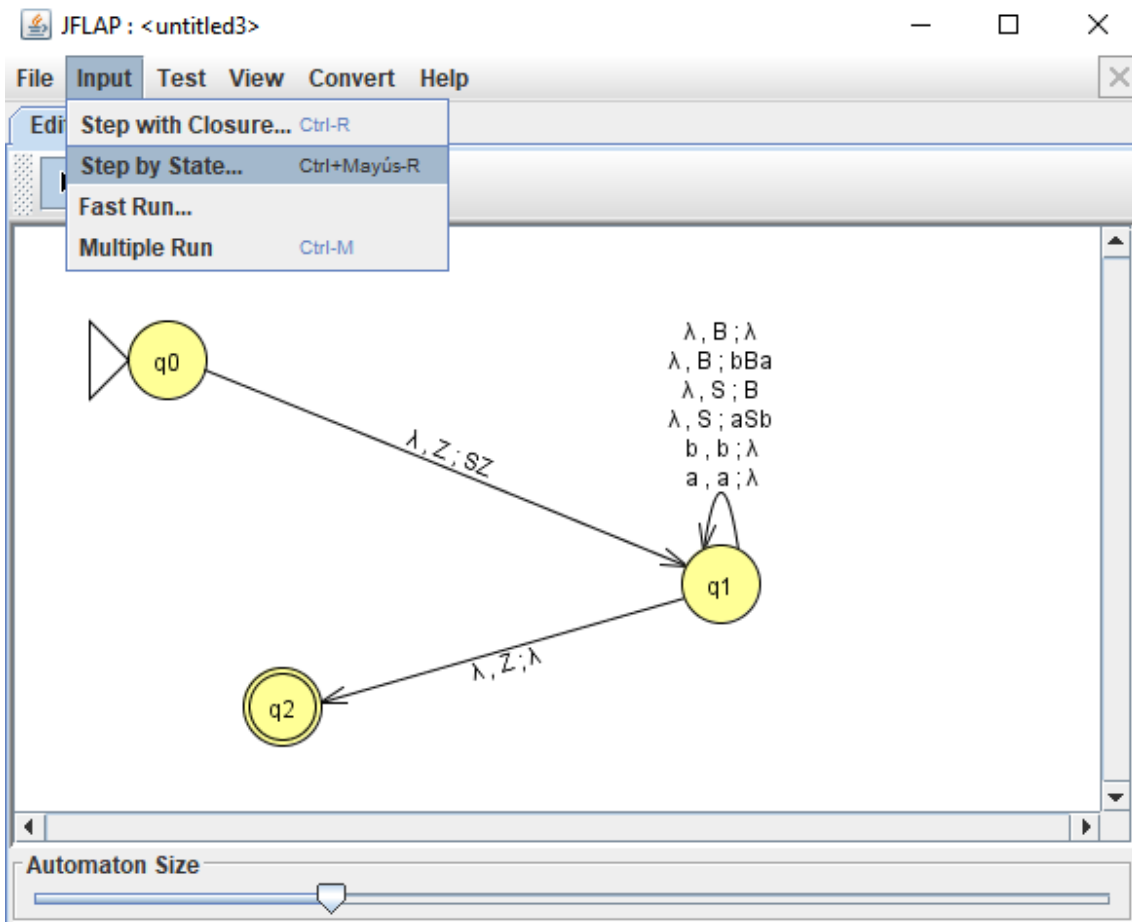 JFLAP : <untitled3>
File Input Test View Convert Help
Edi
Step with Closure... Ctrl-R
Step by State... Ctrl+Mayús-R
Fast Run...
Multiple Run Ctrl-M
q0
λ , B ; λ
λ , B ; bBa
λ , S ; B
λ , S ; aSb
b , b ; λ
a , a ; λ
λ , Z ; SZ
q1
λ , Z ; λ
q2
Automaton Size